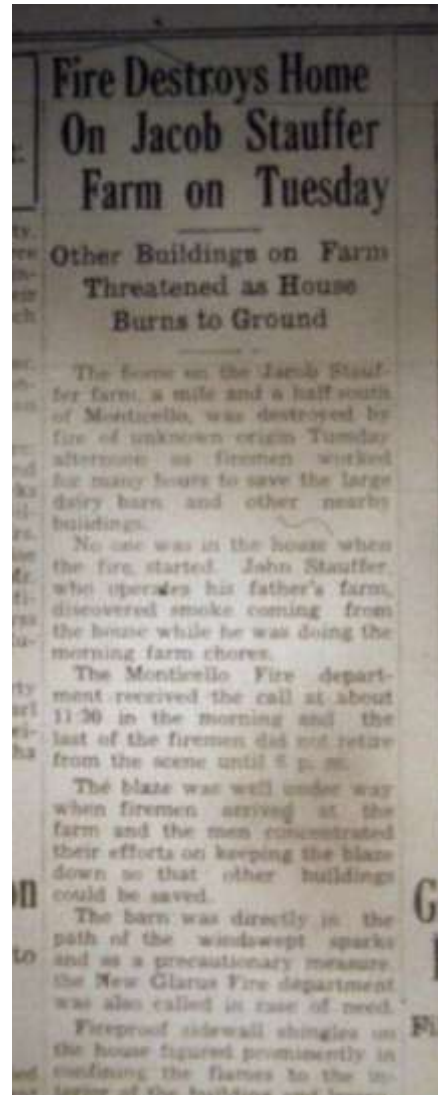 Fire Destroys Home
On Jacob Stauffer
Farm on Tuesday
Other Buildings on Farm
Threatened as House
Burns to Ground
The home on the Jacob Stauf-
fer farm, a mile and a half south
of Monticello, was destroyed by
fire of unknown origin Tuesday
afternoon as firemen worked
for many hours to save the large
dairy barn and other nearby
buildings.
No one was in the house when
the fire started. John Stauffer,
who operates his father's farm,
discovered smoke coming from
the house while he was doing the
morning farm chores.
The Monticello Fire depart-
ment received the call at about
11:30 in the morning and the
last of the firemen did not retire
from the scene until 6 p. m.
The blaze was well under way
when firemen arrived at the
farm and the men concentrated
their efforts on keeping the blaze
down so that other buildings
could be saved.
The barn was directly in the
path of the windswept sparks
and as a precautionary measure,
the New Glarus Fire department
was also called in case of need.
Fireproof sidewall shingles on
the house figured prominently in
confining the flames to the in-
terior of the building and